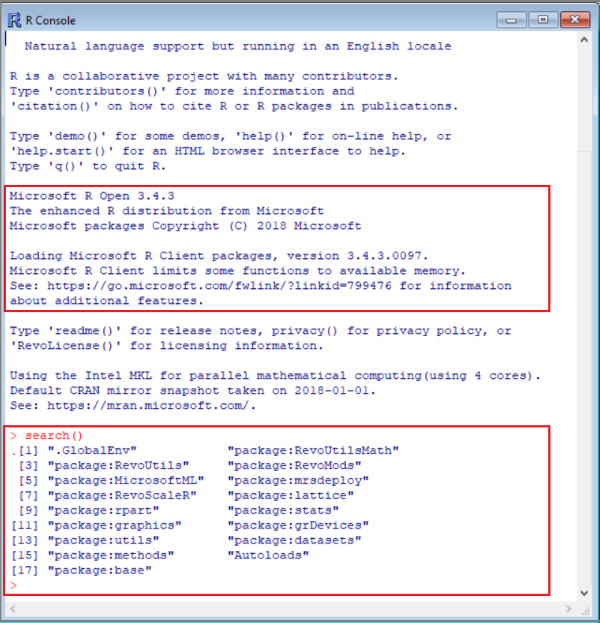 R Console
Natural language support but running in an English locale
R is a collaborative project with many contributors.
Type 'contributors()' for more information and
'citation()' on how to cite R or R packages in publications.
Type 'demo()' for some demos, 'help()' for on-line help, or
'help.start()' for an HTML browser interface to help.
Type 'q()' to quit R.
Microsoft R Open 3.4.3
The enhanced R distribution from Microsoft
Microsoft packages Copyright (C) 2018 Microsoft
Loading Microsoft R Client packages, version 3.4.3.0097.
Microsoft R Client limits some functions to available memory.
See: https://go.microsoft.com/fwlink/?linkid=799476 for information
about additional features.
Type 'readme()' for release notes, privacy() for privacy policy, or
'RevoLicense()' for licensing information.
Using the Intel MKL for parallel mathematical computing(using 4 cores).
Default CRAN mirror snapshot taken on 2018-01-01.
See: https://mran.microsoft.com/.
> search()
.[1] ".GlobalEnv" "package:RevoUtilsMath"
[3] "package:RevoUtils" "package:RevoMods"
[5] "package:MicrosoftML" "package:mrsdeploy"
[7] "package:RevoScaleR" "package:lattice"
[9] "package:rpart" "package:stats"
[11] "package:graphics" "package:grDevices"
[13] "package:utils" "package:datasets"
[15] "package:methods" "Autoloads"
[17] "package:base"
>